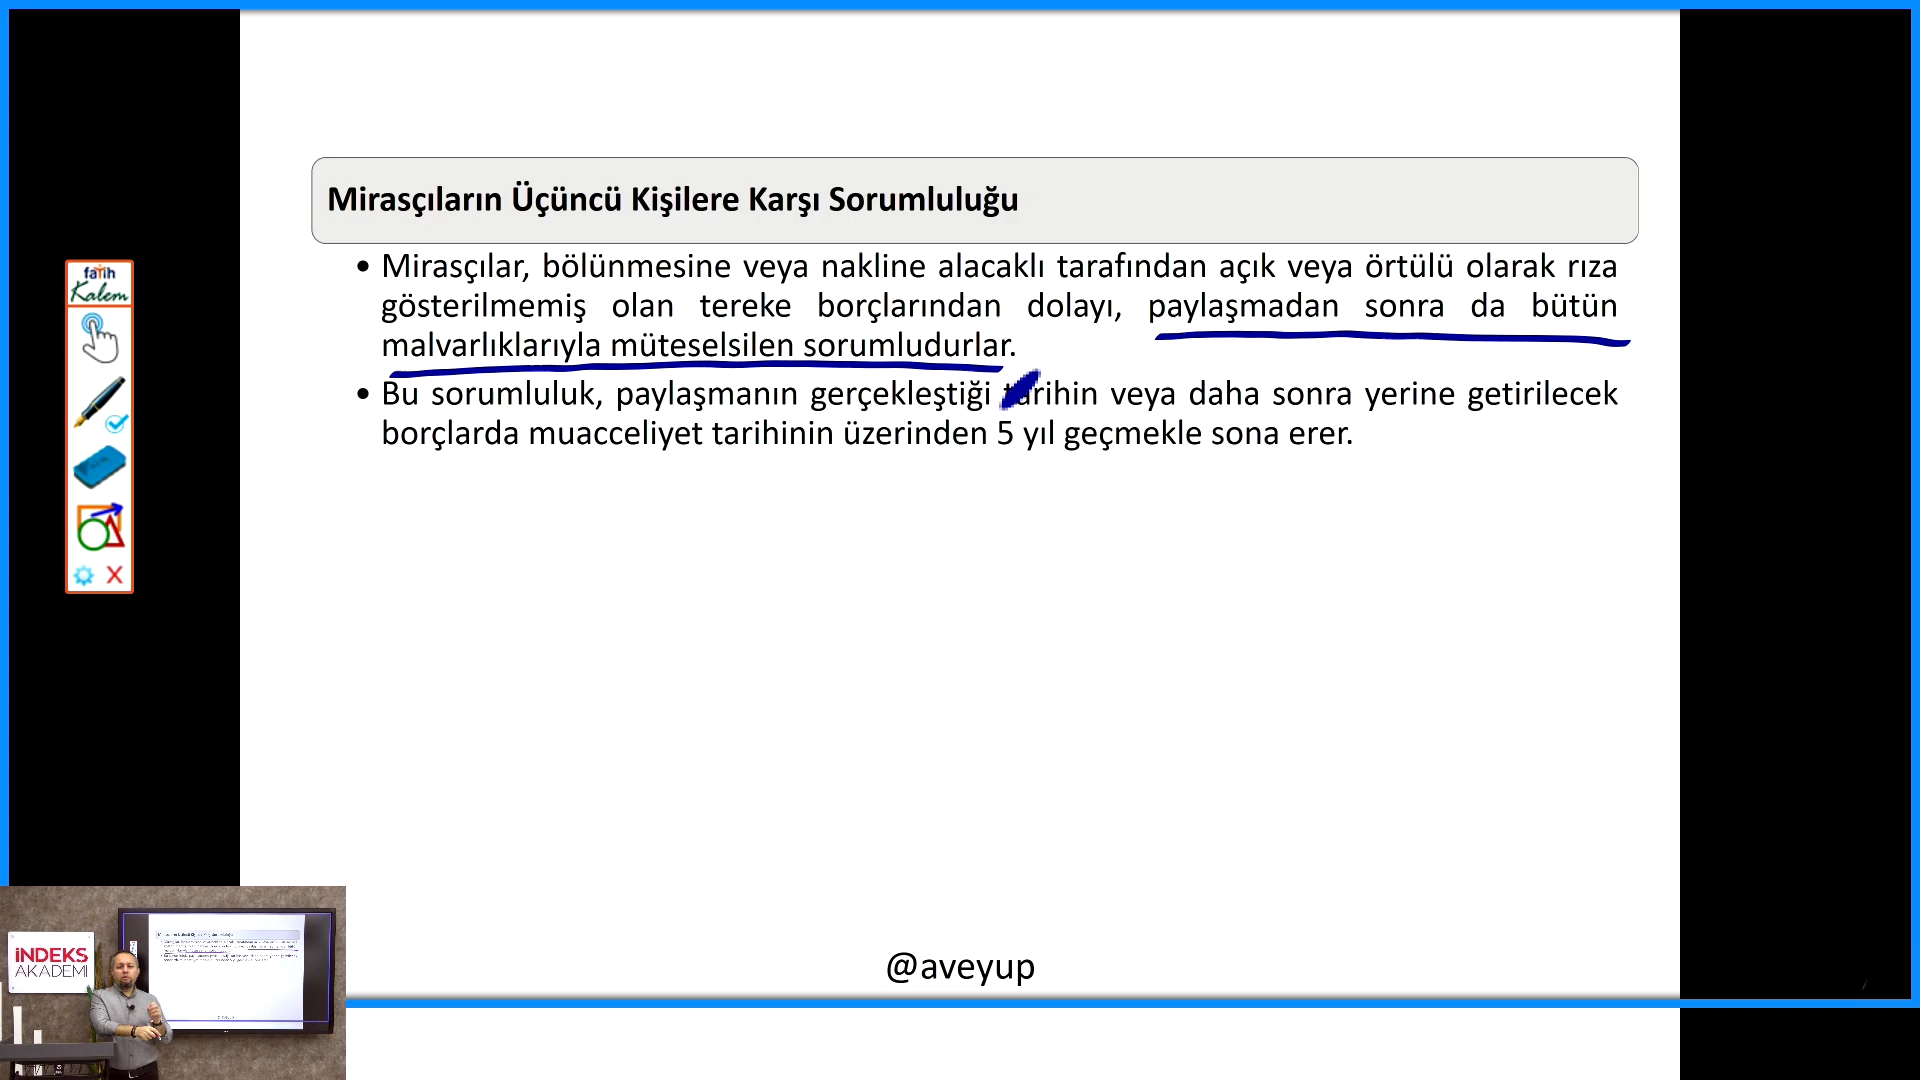 Mirasçıların Üçüncü Kişilere Karşı Sorumluluğu
• Mirasçılar, bölünmesine veya nakline alacaklı tarafından açık veya örtülü olarak rıza
gösterilmemiş olan tereke borçlarından dolayı, paylaşmadan sonra da bütün
malvarlıklarıyla müteselsilen sorumludurlar.
• Bu sorumluluk, paylaşmanın gerçekleştiği tarihin veya daha sonra yerine getirilecek
borçlarda muacceliyet tarihinin üzerinden 5 yıl geçmekle sona erer.
fatih
Kalem
X
İNDEKS
AKADEMİ
@aveyup